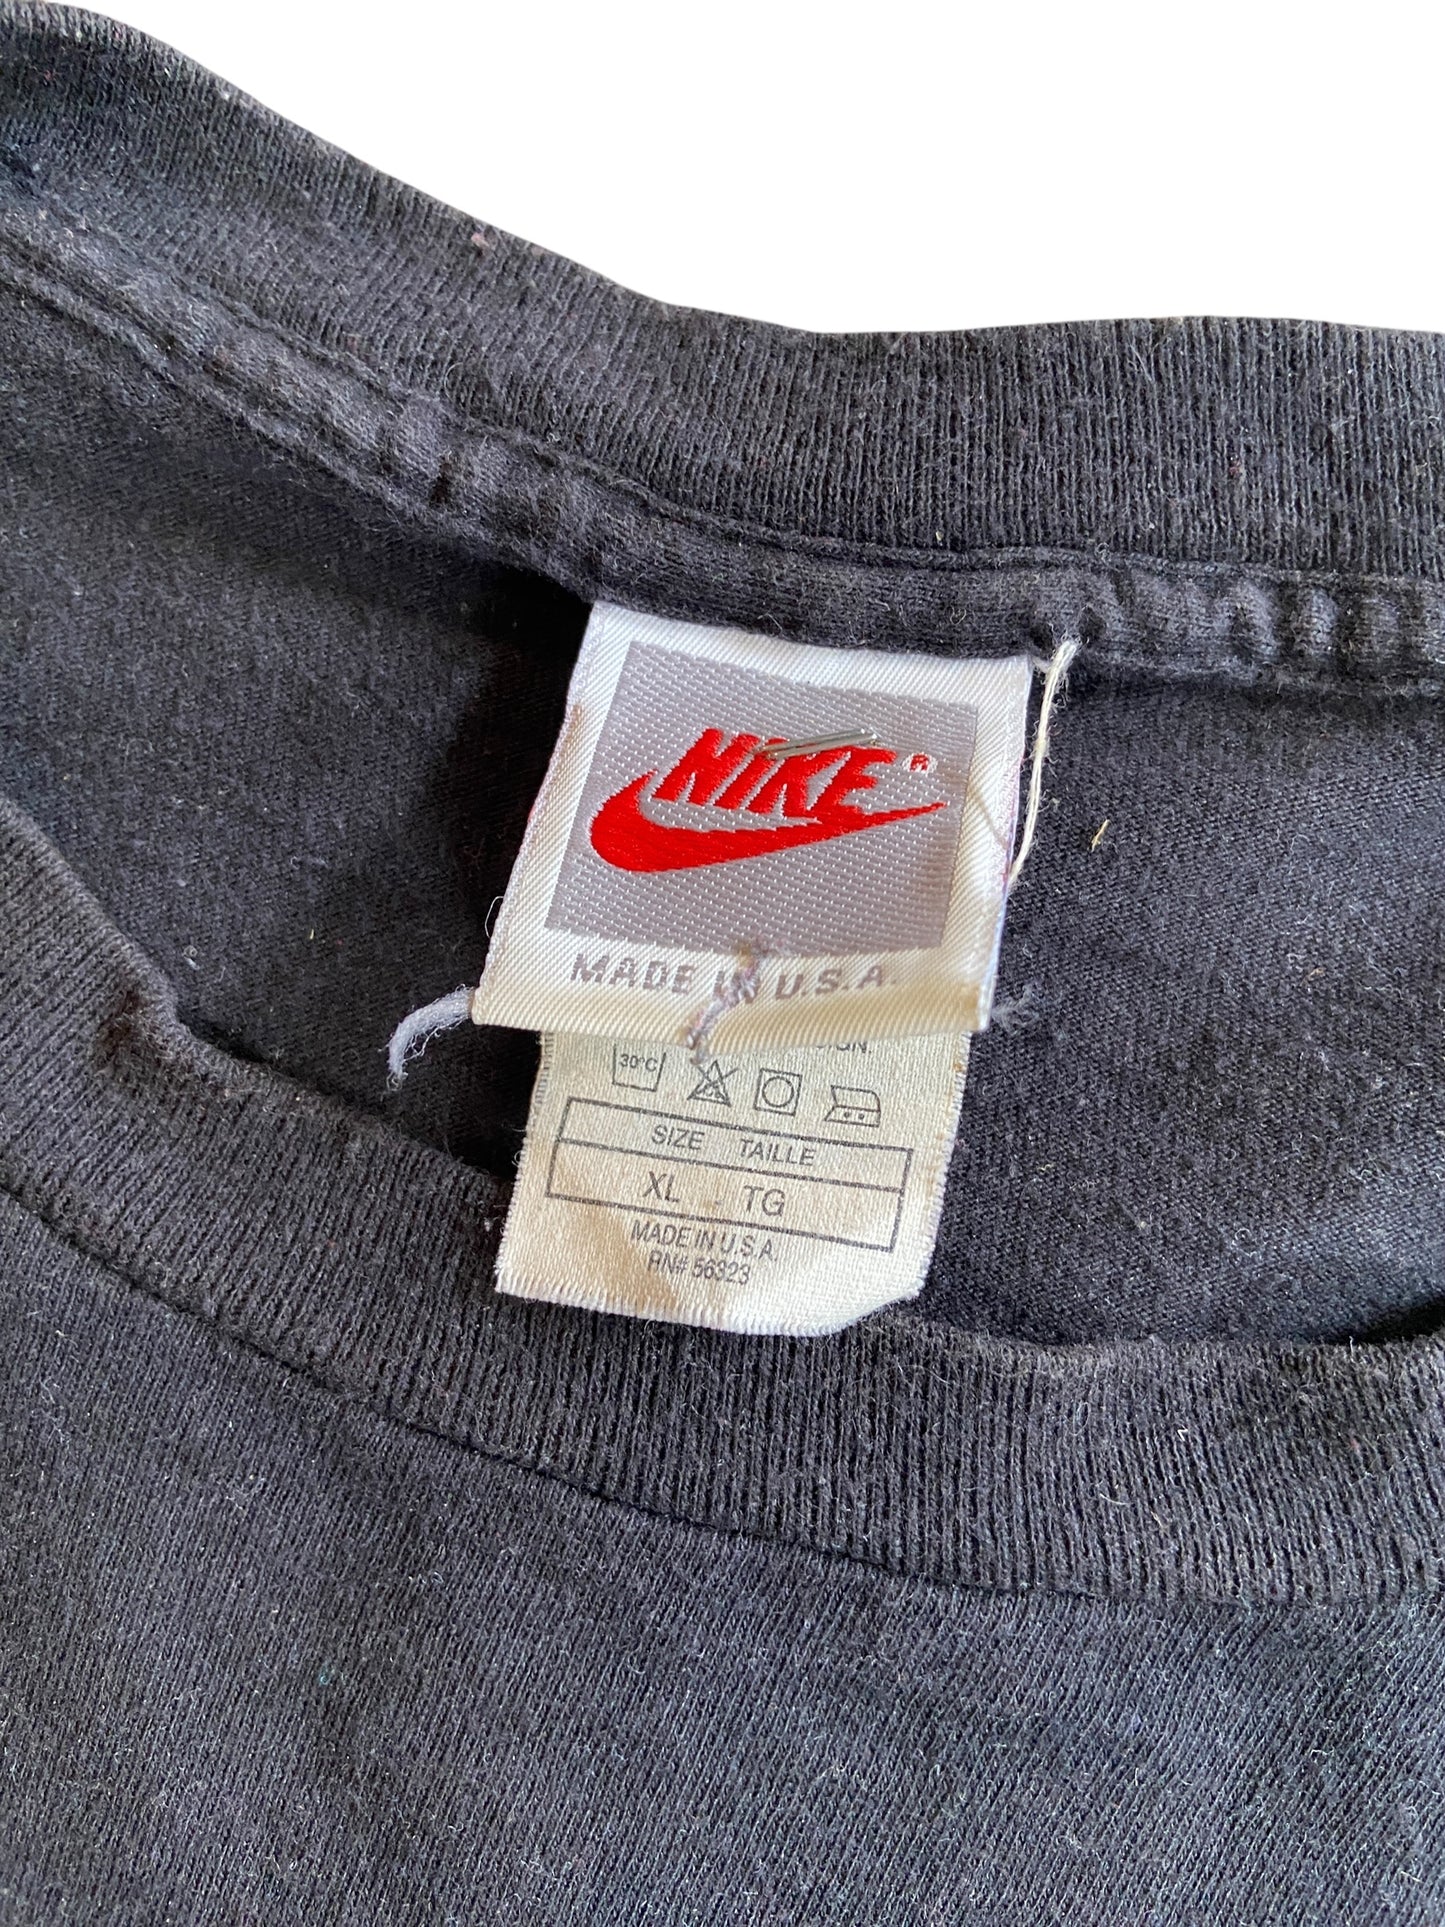 NIKE®
MADE IN U.S.A.
30°C
SIZE TAILLE
XL - TG
MADE IN U.S.A.
RN# 56323